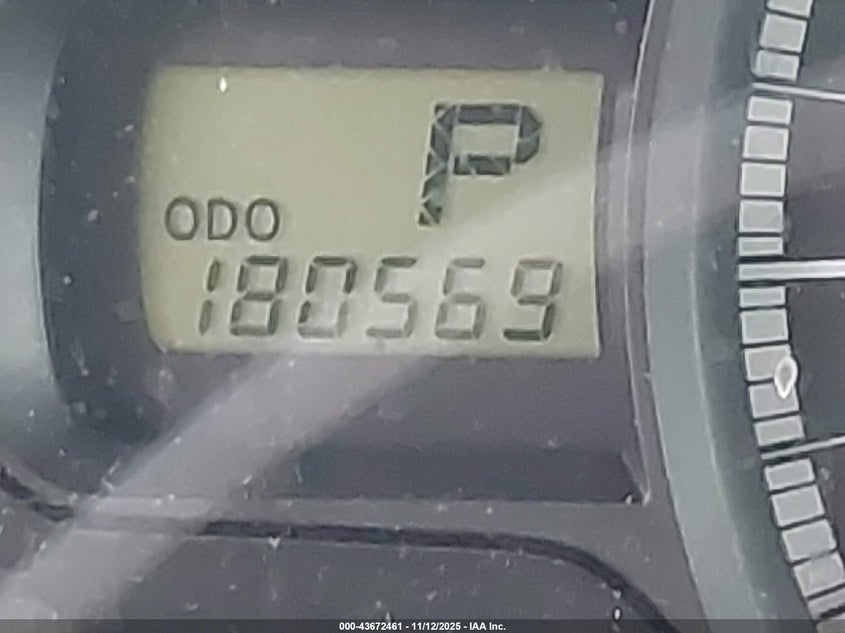 P
ODO
180569
000-43672461 - 11/12/2025 - IAA Inc.